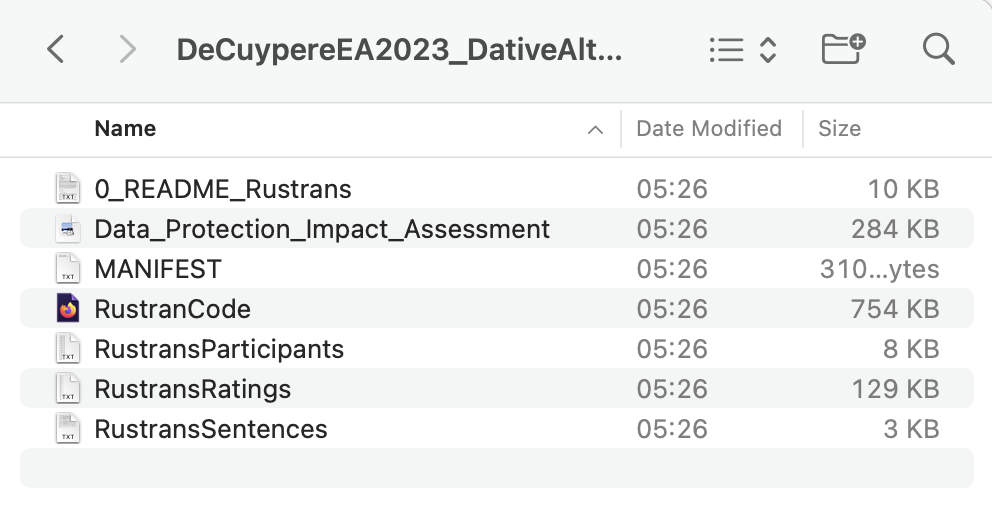 DeCuypereEA2023_DativeAlt...
Name Date Modified Size
0_README_Rustrans 05:26 10 KB
Data_Protection_Impact_Assessment 05:26 284 KB
MANIFEST 05:26 310...ytes
RustranCode 05:26 754 KB
RustransParticipants 05:26 8 KB
RustransRatings 05:26 129 KB
RustransSentences 05:26 3 KB